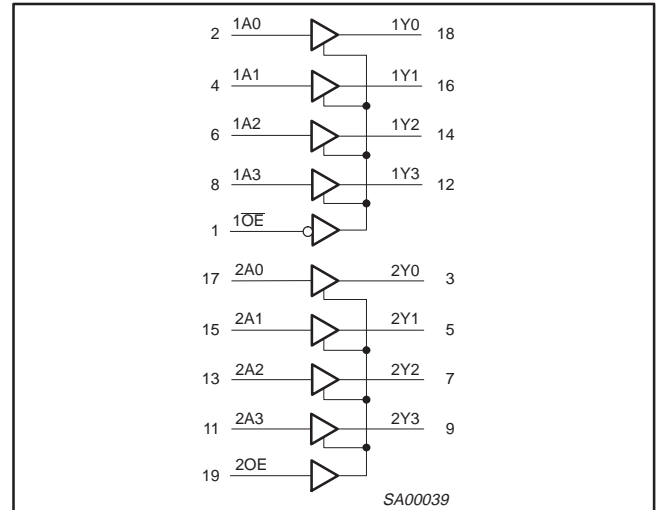 2 1A0 1Y0 18
4 1A1 1Y1 16
6 1A2 1Y2 14
8 1A3 1Y3 12
1 1O̅E̅
17 2A0 2Y0 3
15 2A1 2Y1 5
13 2A2 2Y2 7
11 2A3 2Y3 9
19 2OE
SA00039